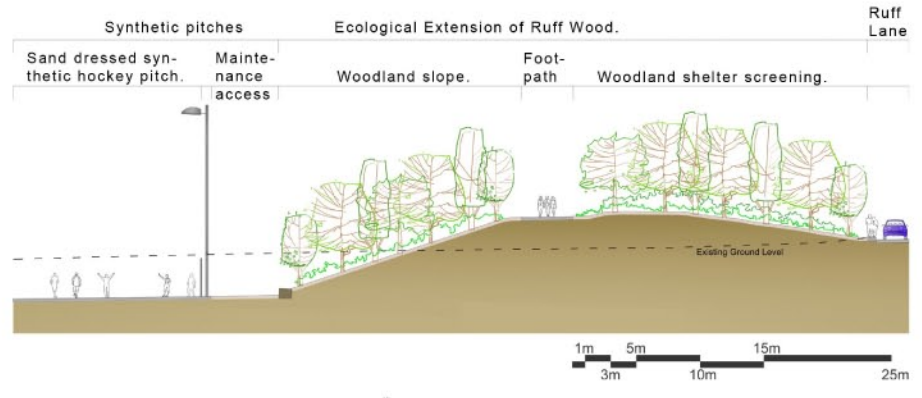 Synthetic pitches
Ecological Extension of Ruff Wood.
Ruff
Lane
Sand dressed syn-
thetic hockey pitch.
Mainte-
nance
access
Woodland slope.
Foot-
path
Woodland shelter screening.
Existing Ground Level
1m
5m
15m
3m
10m
25m